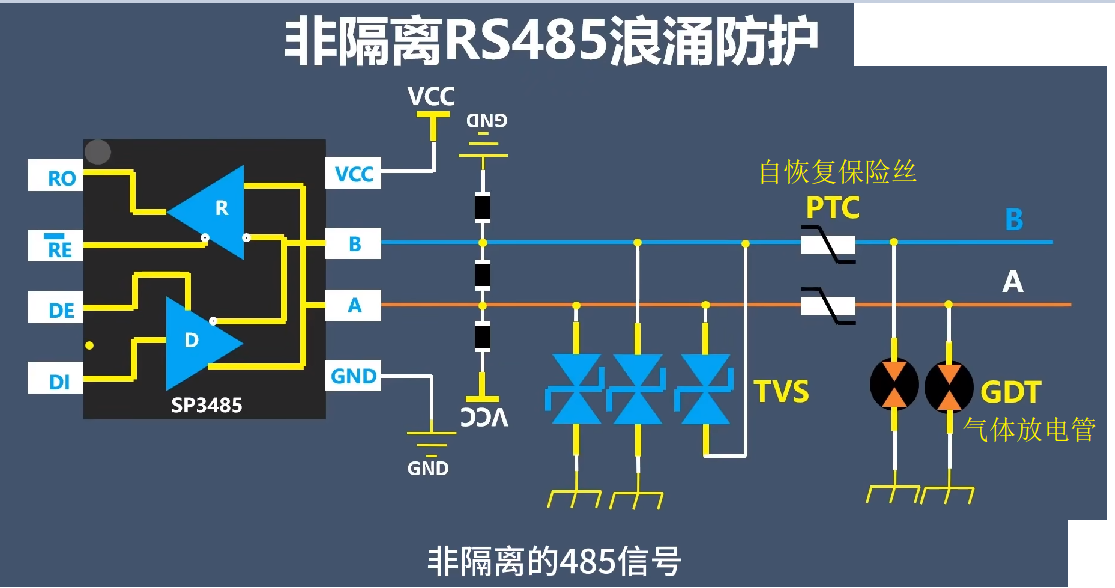 非隔离RS485浪涌防护
VCC
GND
自恢复保险丝
PTC
RO
VCC
R
B
B
RE
A
DE
A
D
DI
GND
TVS
GDT
SP3485
VCC
气体放电管
GND
非隔离的485信号